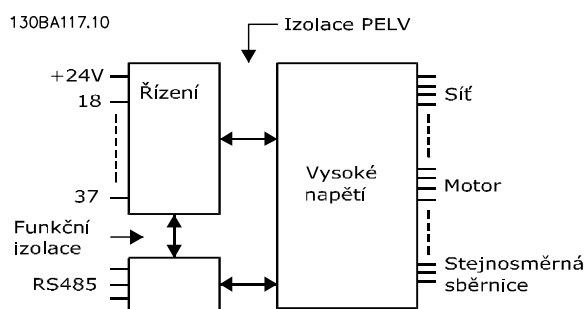 130BA117.10
Izolace PELV
+24V
18
Řízení
37
Vysoké
napětí
Síť
Motor
Stejnosměrná
sběrnice
Funkční
izolace
RS485